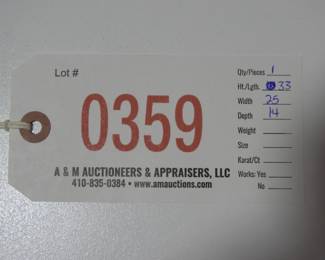 Lot #
0359
A & M AUCTIONEERS & APPRAISERS, LLC
410-835-0384 • www.amauctions.com
Qty/Pieces 1
Ht./Lgth. 33
Width 25
Depth 14
Weight
Size
Karat/Ct
Works: Yes
No